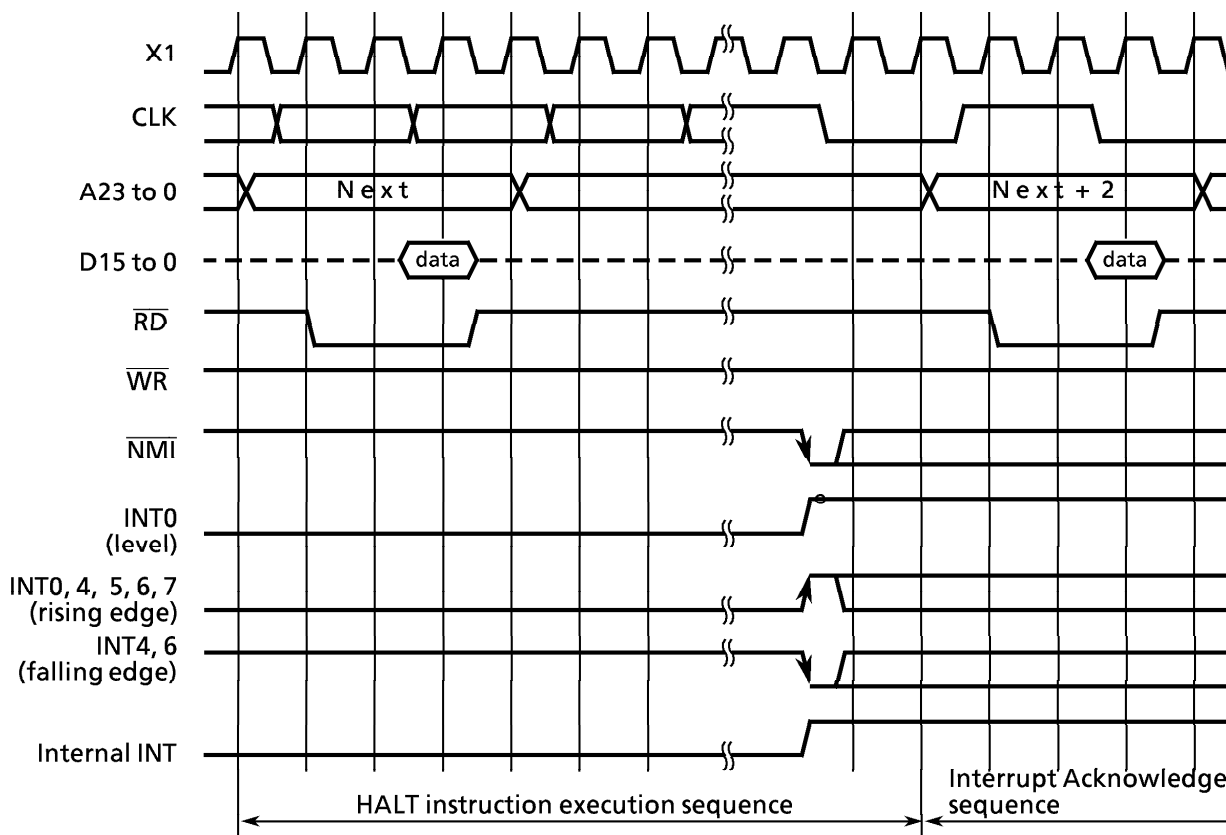 X1
CLK
A23 to 0
Next
Next + 2
D15 to 0
data
data
RD
WR
NMI
INT0
(level)
INT0, 4, 5, 6, 7
(rising edge)
INT4, 6
(falling edge)
Internal INT
HALT instruction execution sequence
Interrupt Acknowledge
sequence